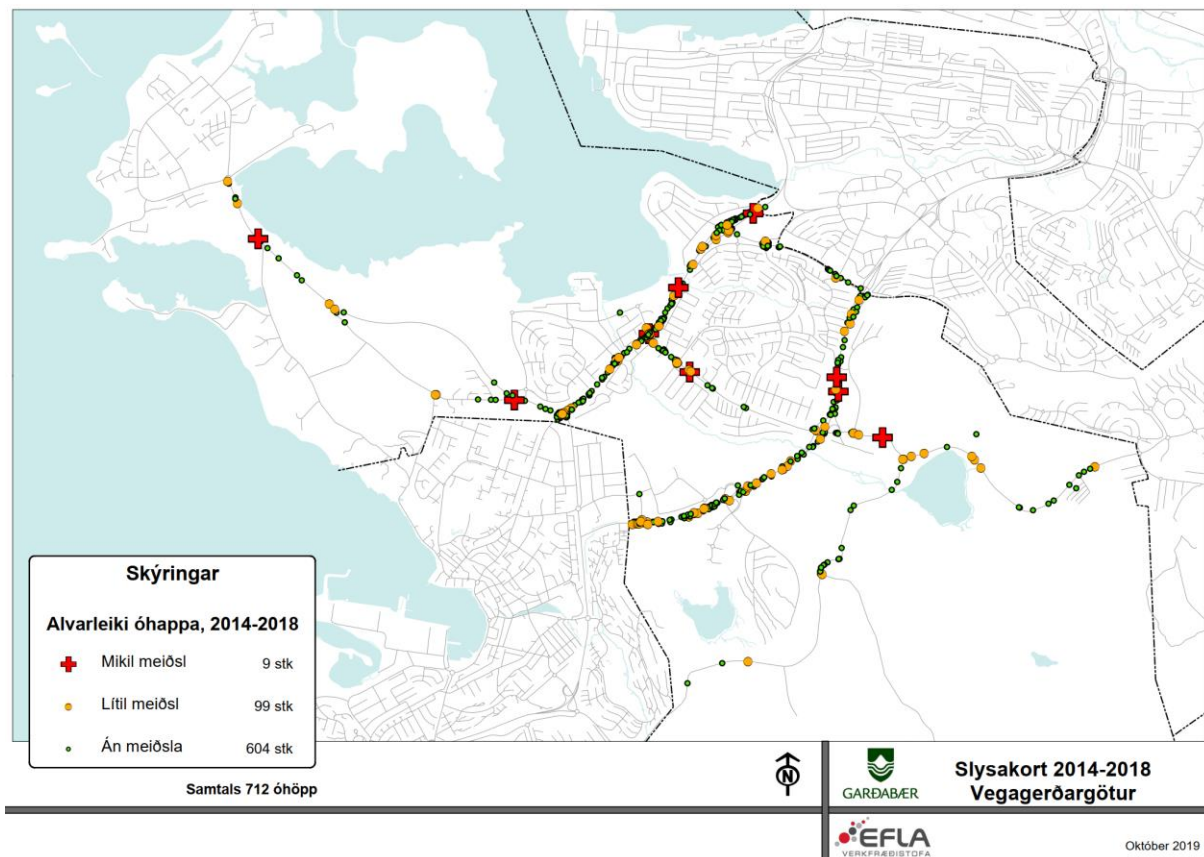 Skýringar
Alvarleiki óhappa, 2014-2018
Mikil meiðsl 9 stk
Lítil meiðsl 99 stk
Án meiðsla 604 stk
Samtals 712 óhöpp
N
GARÐABÆR
Slysakort 2014-2018
Vegagerðargötur
EFLA
VERKFRÆÐISTOFA
Október 2019